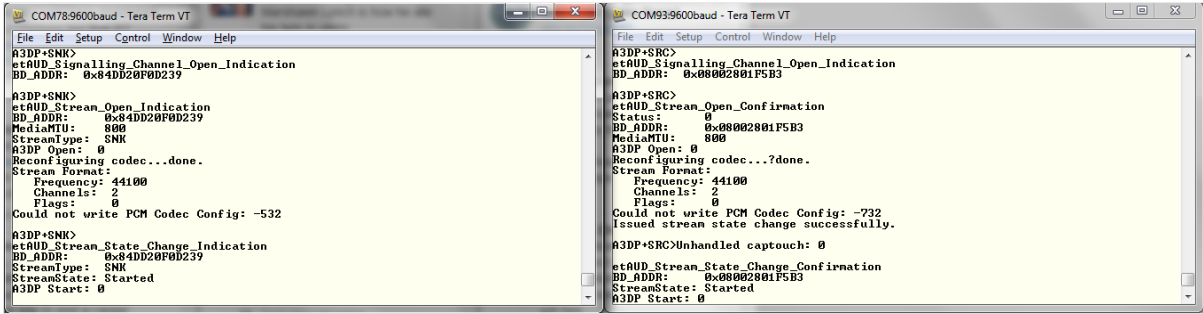 COM78:9600baud - Tera Term VT
File Edit Setup Control Window Help
A3DP+SNK>
etAUD_Signalling_Channel_Open_Indication
BD_ADDR: 0x84DD20F0D239
A3DP+SNK>
etAUD_Stream_Open_Indication
BD_ADDR: 0x84DD20F0D239
MediaMTU: 800
StreamType: SNK
A3DP Open: 0
Reconfiguring codec...done.
Stream Format:
Frequency: 44100
Channels: 2
Flags: 0
Could not write PCM Codec Config: -532
A3DP+SNK>
etAUD_Stream_State_Change_Indication
BD_ADDR: 0x84DD20F0D239
StreamType: SNK
StreamState: Started
A3DP Start: 0
COM93:9600baud - Tera Term VT
File Edit Setup Control Window Help
A3DP+SRC>
etAUD_Signalling_Channel_Open_Indication
BD_ADDR: 0x08002801F5B3
A3DP+SRC>
etAUD_Stream_Open_Confirmation
Status: 0
BD_ADDR: 0x08002801F5B3
MediaMTU: 800
A3DP Open: 0
Reconfiguring codec...?done.
Stream Format:
Frequency: 44100
Channels: 2
Flags: 0
Could not write PCM Codec Config: -732
Issued stream state change successfully.
A3DP+SRC>Unhandled captouch: 0
etAUD_Stream_State_Change_Confirmation
BD_ADDR: 0x08002801F5B3
StreamState: Started
A3DP Start: 0